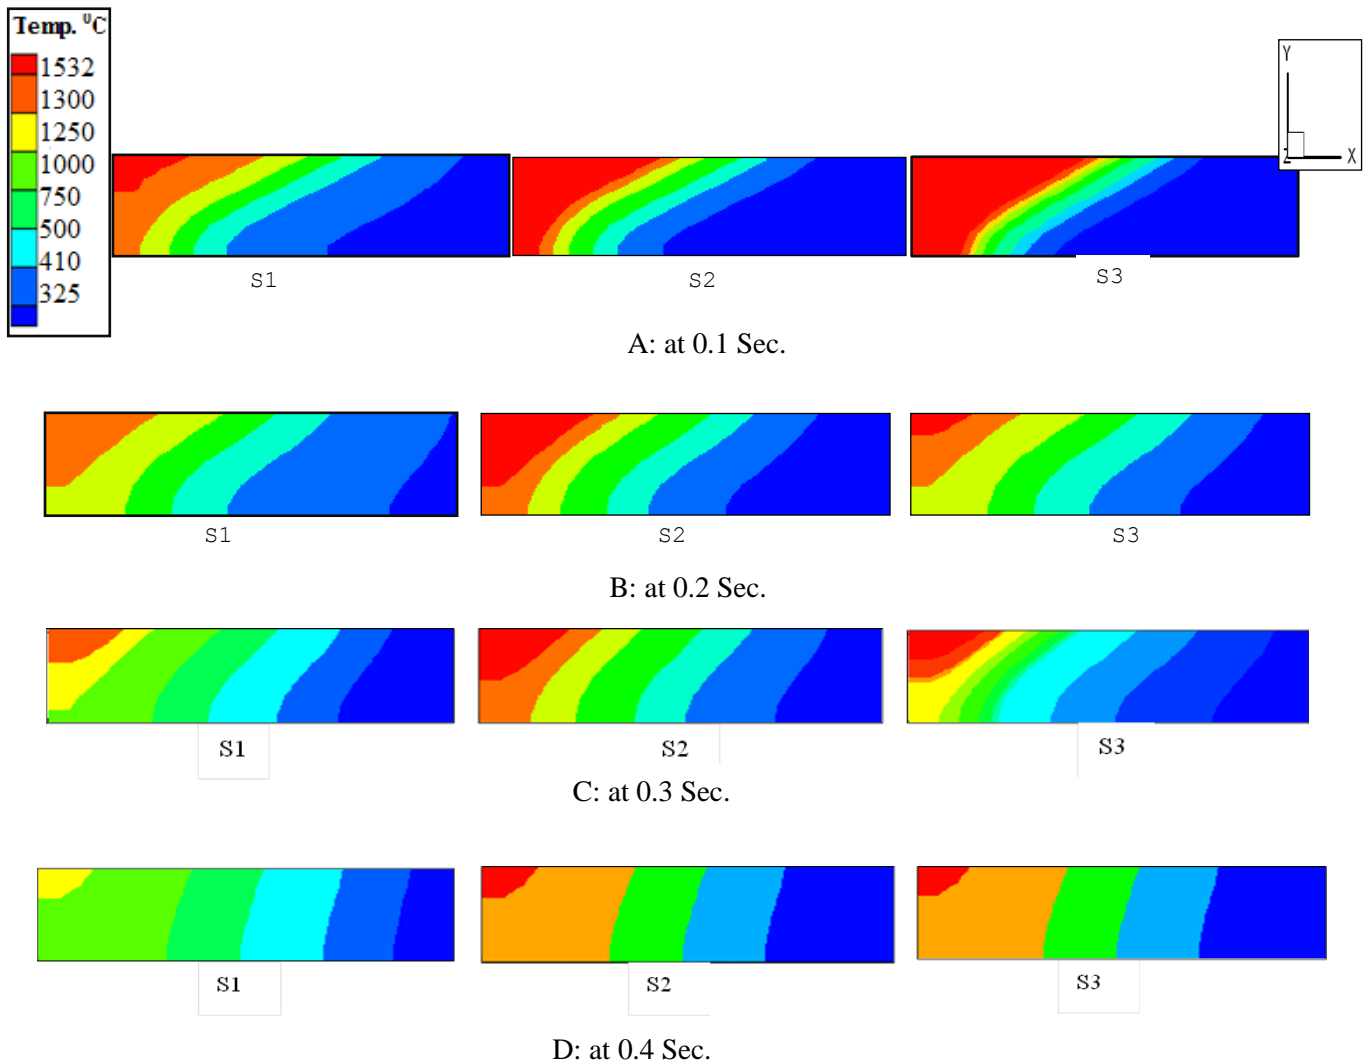 Temp. ⁰C
1532
1300
1250
1000
750
500
410
325
Y
Z X
S1 S2 S3
A: at 0.1 Sec.
S1 S2 S3
B: at 0.2 Sec.
S1 S2 S3
C: at 0.3 Sec.
S1 S2 S3
D: at 0.4 Sec.